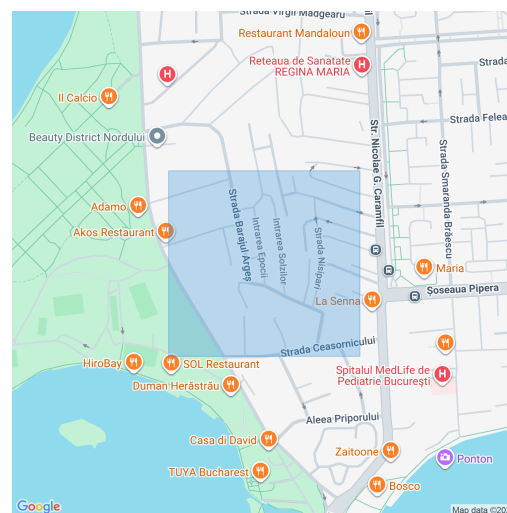 Strada Virgil Madgearu
Restaurant Mandaloun
Reteaua de Sanatate
REGINA MARIA
Il Calcio
Strada Felea
Str. Nicolae G. Caramfil
Beauty District Nordului
Strada Smaranda Brăescu
Adamo
Strada Barajul Argeș
Intrarea Epocii
Intrarea Solzilor
Strada Nisipari
Akos Restaurant
Maria
Șoseaua Pipera
La Senna
Strada Ceasornicului
HiroBay
SOL Restaurant
Spitalul MedLife de
Pediatrie București
Duman Herăstrău
Aleea Priporului
Casa di David
Zaitoone
Ponton
TUYA Bucharest
Bosco
Google
Map data ©202